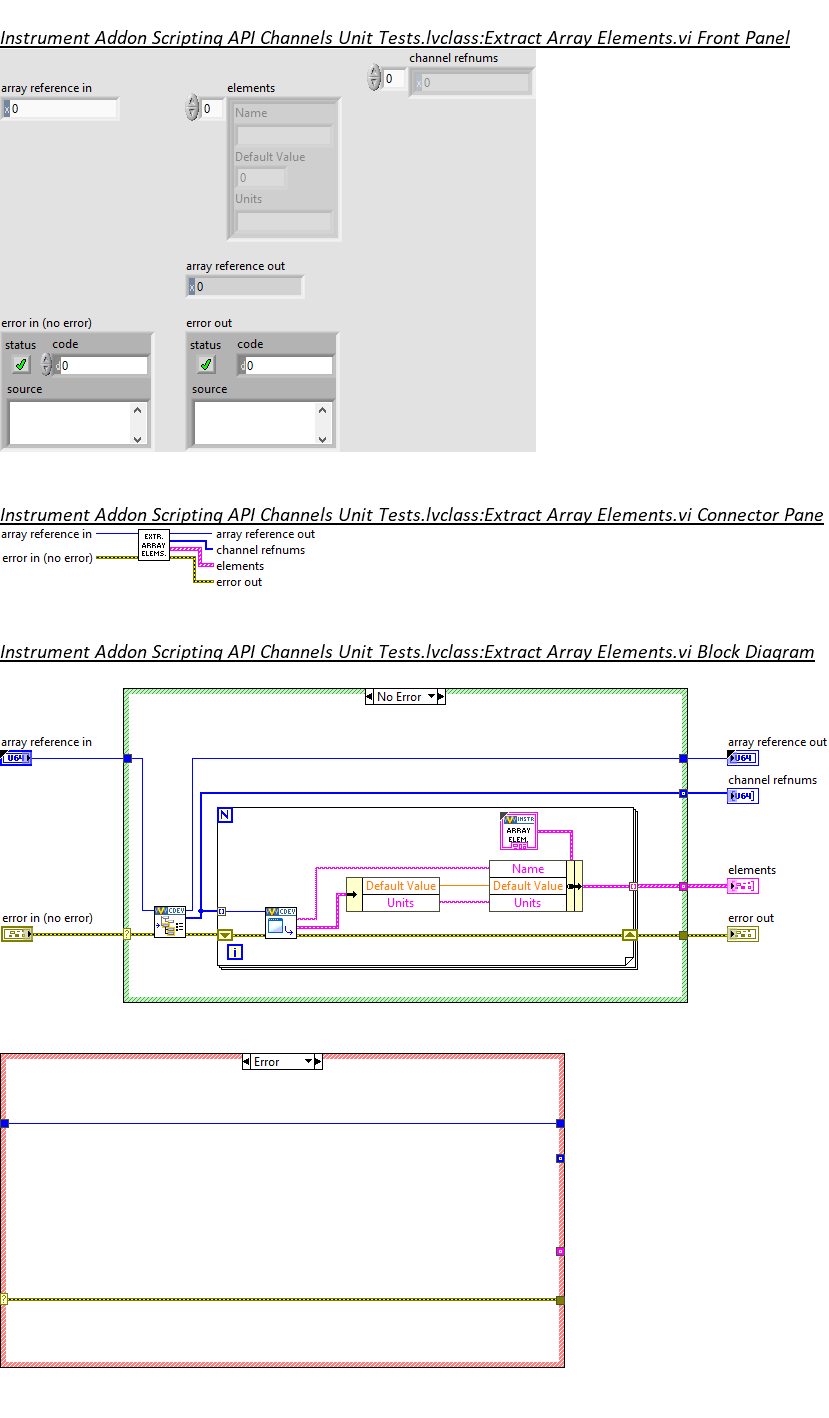 Instrument Addon Scripting API Channels Unit Tests.lvclass:Extract Array Elements.vi Front Panel
channel refnums
0
x 0
array reference in
x 0
elements
0
Name
Default Value
0
Units
array reference out
x 0
error in (no error)
status
code
d 0
source
error out
status
code
d 0
source
Instrument Addon Scripting API Channels Unit Tests.lvclass:Extract Array Elements.vi Connector Pane
array reference in
error in (no error)
EXTR.
ARRAY
ELEMS.
array reference out
channel refnums
elements
error out
Instrument Addon Scripting API Channels Unit Tests.lvclass:Extract Array Elements.vi Block Diagram
No Error
array reference in
U64
array reference out
U64
channel refnums
U64
N
INSTR
ARRAY
ELEM.
Name
Default Value
Default Value
Units
Units
elements
CDEV
CDEV
error in (no error)
?
i
error out
Error
?